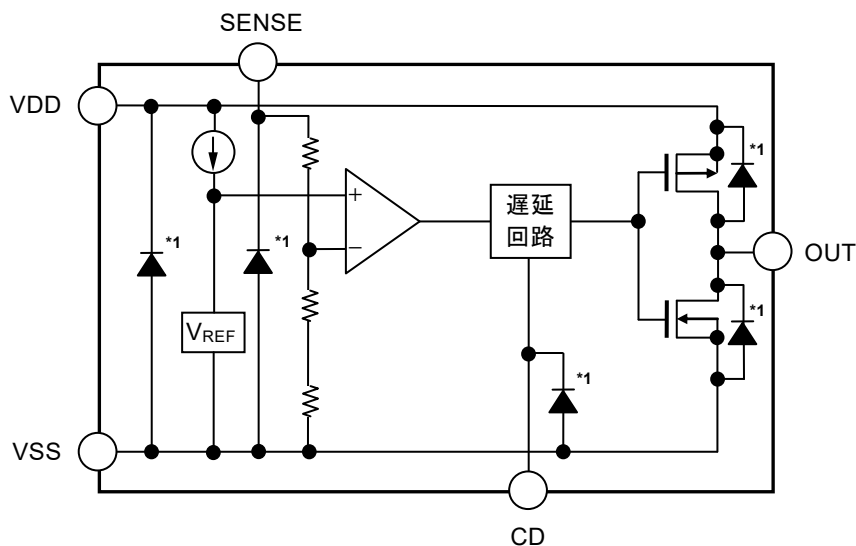 SENSE
VDD
*1
*1
*1
+
−
遅延
回路
OUT
*1
VREF
*1
VSS
CD